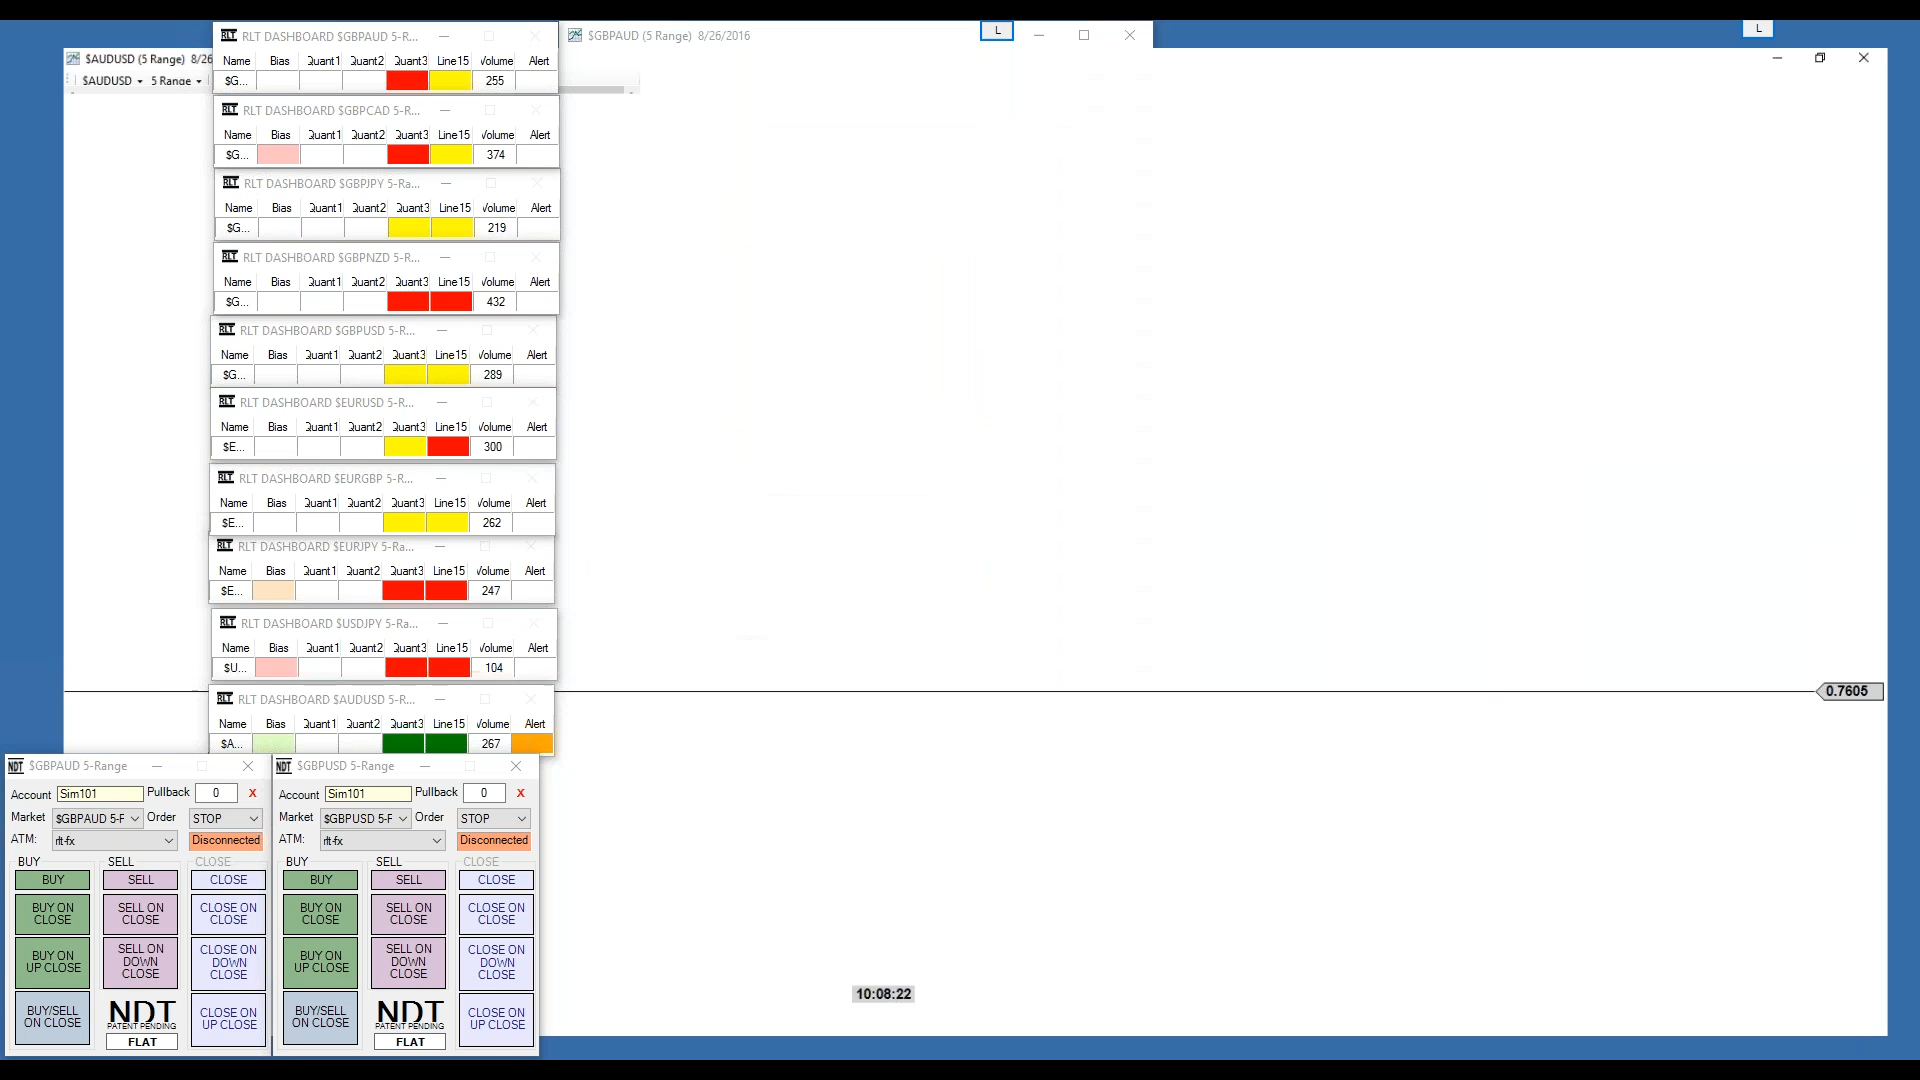 RLT RLT DASHBOARD $GBPAUD 5-R...
Name Bias Quant1 Quant2 Quant3 Line15 Volume Alert
$G... 255
$GBPAUD (5 Range) 8/26/2016
L
L
$AUDUSD (5 Range) 8/26
$AUDUSD 5 Range
RLT RLT DASHBOARD $GBPCAD 5-R...
Name Bias Quant1 Quant2 Quant3 Line15 Volume Alert
$G... 374
RLT RLT DASHBOARD $GBPJPY 5-Ra...
Name Bias Quant1 Quant2 Quant3 Line15 Volume Alert
$G... 219
RLT RLT DASHBOARD $GBPNZD 5-R...
Name Bias Quant1 Quant2 Quant3 Line15 Volume Alert
$G... 432
RLT RLT DASHBOARD $GBPUSD 5-R...
Name Bias Quant1 Quant2 Quant3 Line15 Volume Alert
$G... 289
RLT RLT DASHBOARD $EURUSD 5-R...
Name Bias Quant1 Quant2 Quant3 Line15 Volume Alert
$E... 300
RLT RLT DASHBOARD $EURGBP 5-R...
Name Bias Quant1 Quant2 Quant3 Line15 Volume Alert
$E... 262
RLT RLT DASHBOARD $EURJPY 5-Ra...
Name Bias Quant1 Quant2 Quant3 Line15 Volume Alert
$E... 247
RLT RLT DASHBOARD $USDJPY 5-Ra...
Name Bias Quant1 Quant2 Quant3 Line15 Volume Alert
$U... 104
RLT RLT DASHBOARD $AUDUSD 5-R...
Name Bias Quant1 Quant2 Quant3 Line15 Volume Alert
$A... 267
0.7605
NDT $GBPAUD 5-Range
Account Sim101 Pullback 0 X
Market $GBPAUD 5-F Order STOP
ATM: rlt-fx Disconnected
BUY SELL CLOSE
BUY SELL CLOSE
BUY ON CLOSE SELL ON CLOSE CLOSE ON CLOSE
BUY ON UP CLOSE SELL ON DOWN CLOSE CLOSE ON DOWN CLOSE
BUY/SELL ON CLOSE NDT PATENT PENDING CLOSE ON UP CLOSE
FLAT
NDT $GBPUSD 5-Range
Account Sim101 Pullback 0 X
Market $GBPUSD 5-F Order STOP
ATM: rlt-fx Disconnected
BUY SELL CLOSE
BUY SELL CLOSE
BUY ON CLOSE SELL ON CLOSE CLOSE ON CLOSE
BUY ON UP CLOSE SELL ON DOWN CLOSE CLOSE ON DOWN CLOSE
BUY/SELL ON CLOSE NDT PATENT PENDING CLOSE ON UP CLOSE
FLAT
10:08:22